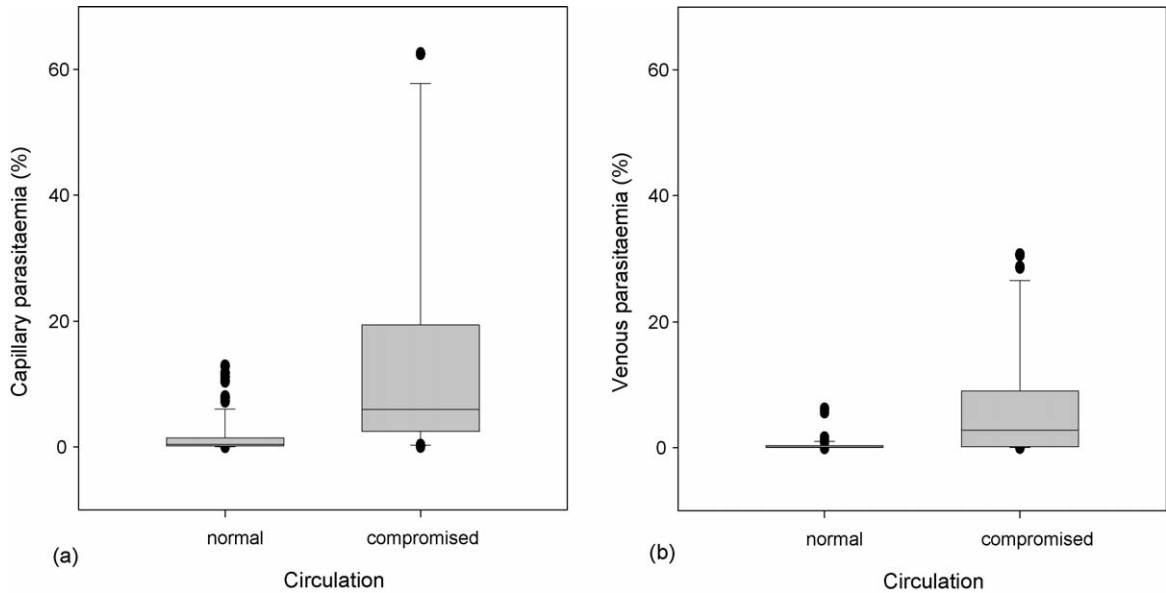 Capillary parasitaemia (%)
60
40
20
0
normal
compromised
(a)
Circulation
Venous parasitaemia (%)
60
40
20
0
normal
compromised
(b)
Circulation